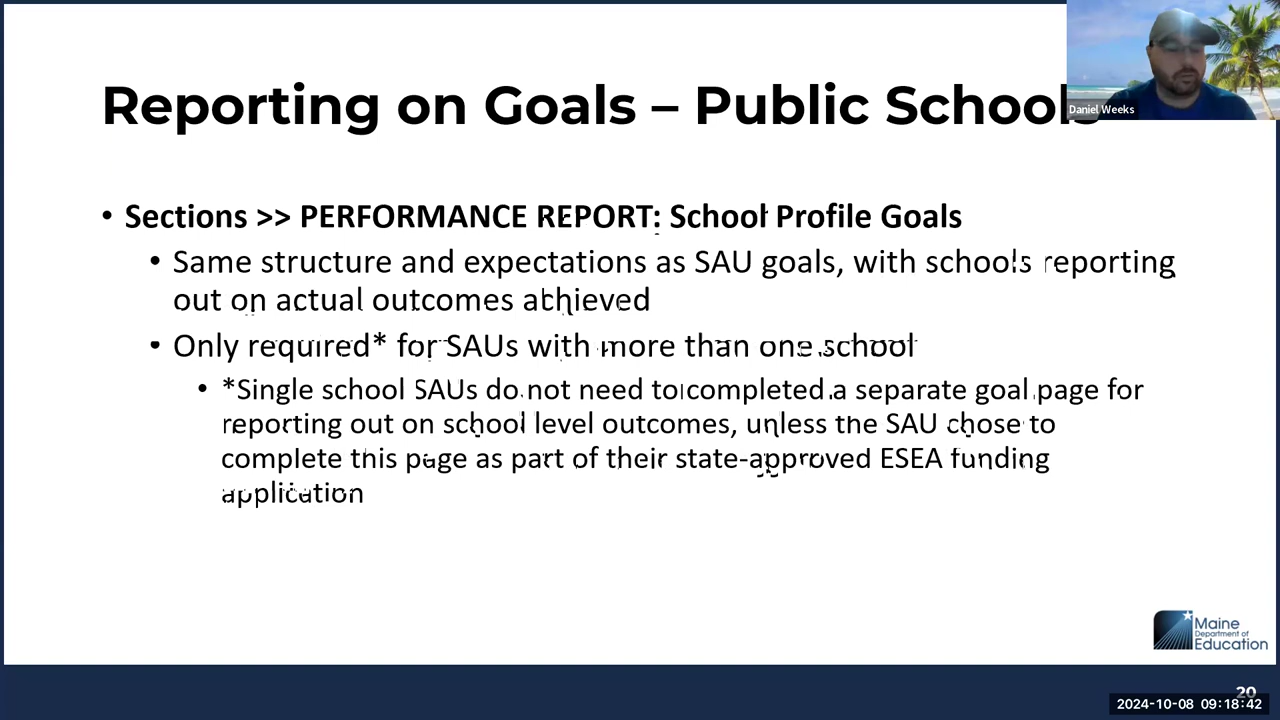 Reporting on Goals – Public Schools
Daniel Weeks
• Sections >> PERFORMANCE REPORT: School Profile Goals
• Same structure and expectations as SAU goals, with schools reporting
out on actual outcomes achieved
• Only required* for SAUs with more than one school
• *Single school SAUs do not need to completed a separate goal page for
reporting out on school level outcomes, unless the SAU chose to
complete this page as part of their state-approved ESEA funding
application
Maine
Department of
Education
20
2024-10-08 09:18:42